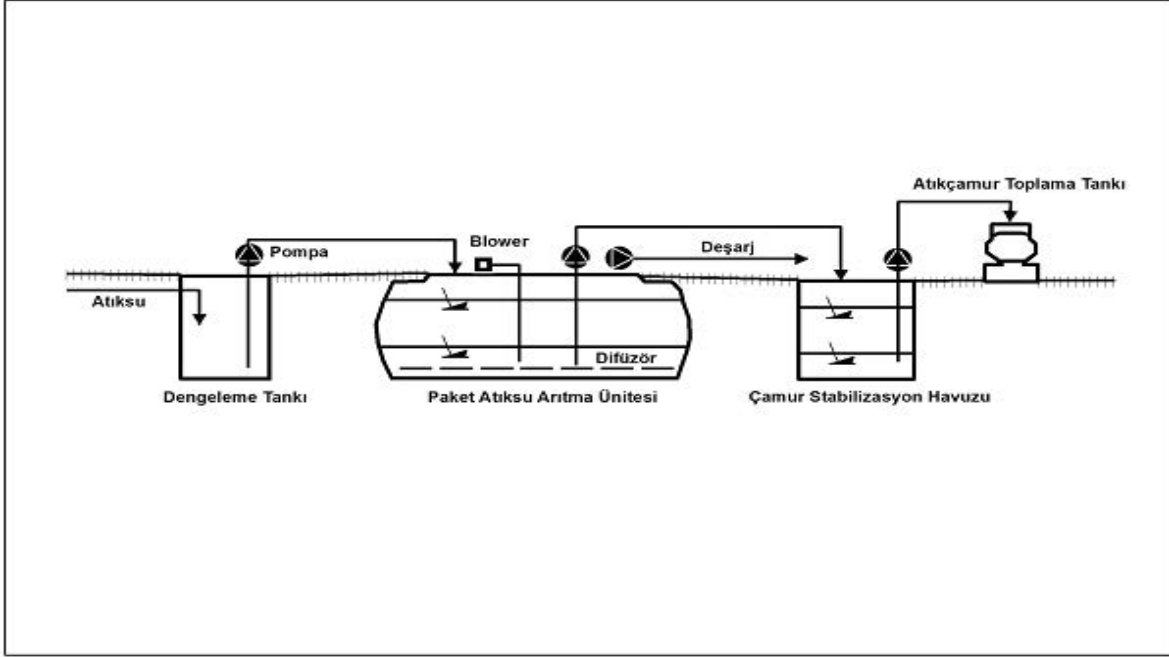 Atıkçamur Toplama Tankı
Blower
Deşarj
Pompa
Atıksu
Difüzör
Dengeleme Tankı
Paket Atıksu Arıtma Ünitesi
Çamur Stabilizasyon Havuzu